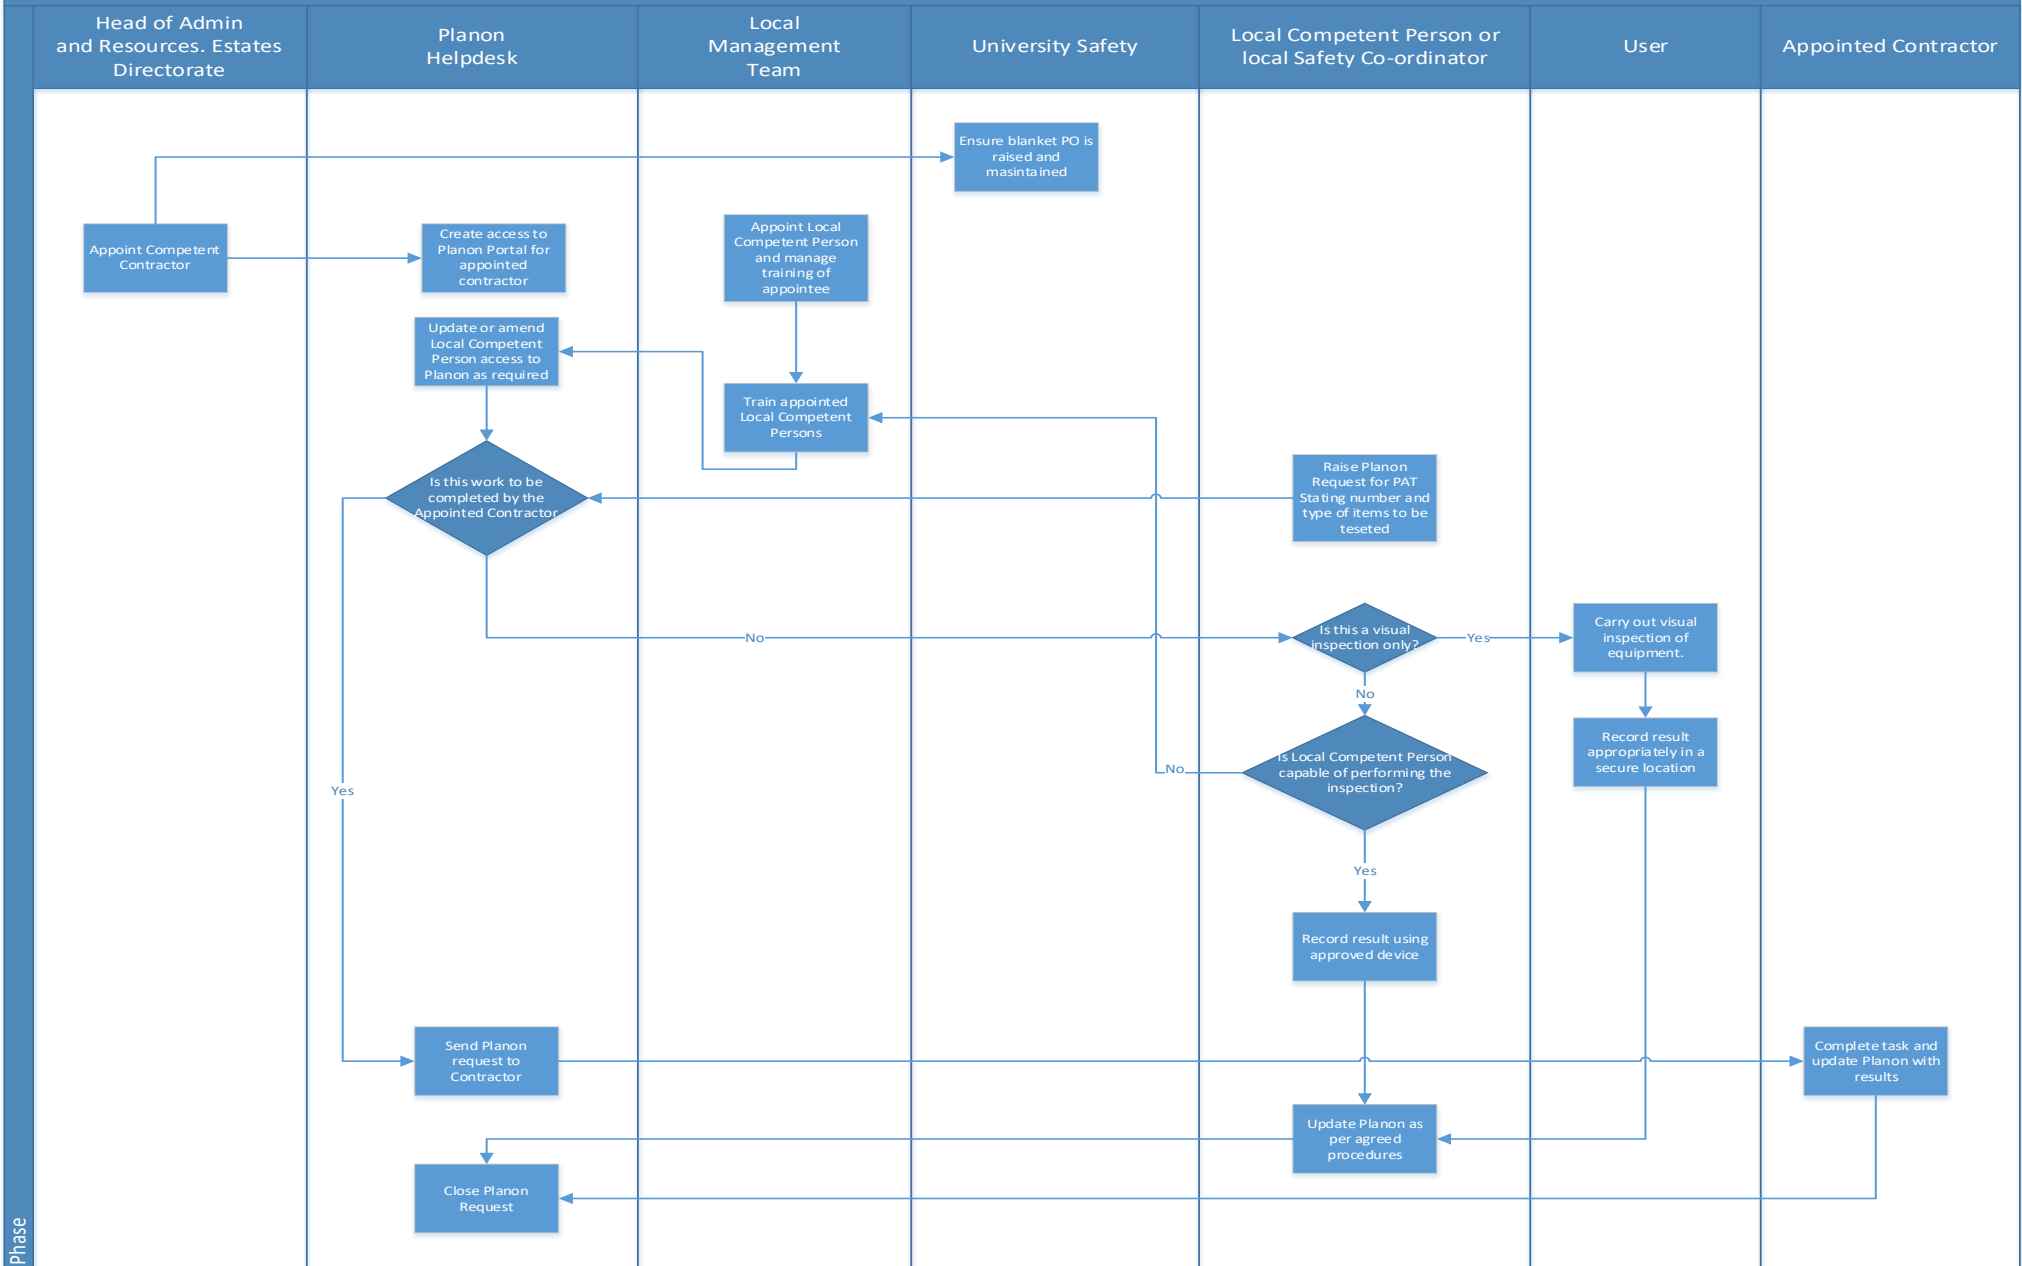 Head of Admin
and Resources. Estates
Directorate
Planon
Helpdesk
Local
Management
Team
University Safety
Local Competent Person or
local Safety Co-ordinator
User
Appointed Contractor
Ensure blanket PO is
raised and
masintained
Appoint Competent
Contractor
Create access to
Planon Portal for
appointed
contractor
Appoint Local
Competent Person
and manage
training of
appointee
Update or amend
Local Competent
Person access to
Planon as required
Train appointed
Local Competent
Persons
Is this work to be
completed by the
Appointed Contractor
Raise Planon
Request for PAT
Stating number and
type of items to be
teseted
No
Is this a visual
inspection only?
Yes
Carry out visual
inspection of
equipment.
No
Record result
appropriately in a
secure location
Is Local Competent Person
capable of performing the
inspection?
No
Yes
Yes
Record result using
approved device
Send Planon
request to
Contractor
Complete task and
update Planon with
results
Update Planon as
per agreed
procedures
Close Planon
Request
Phase